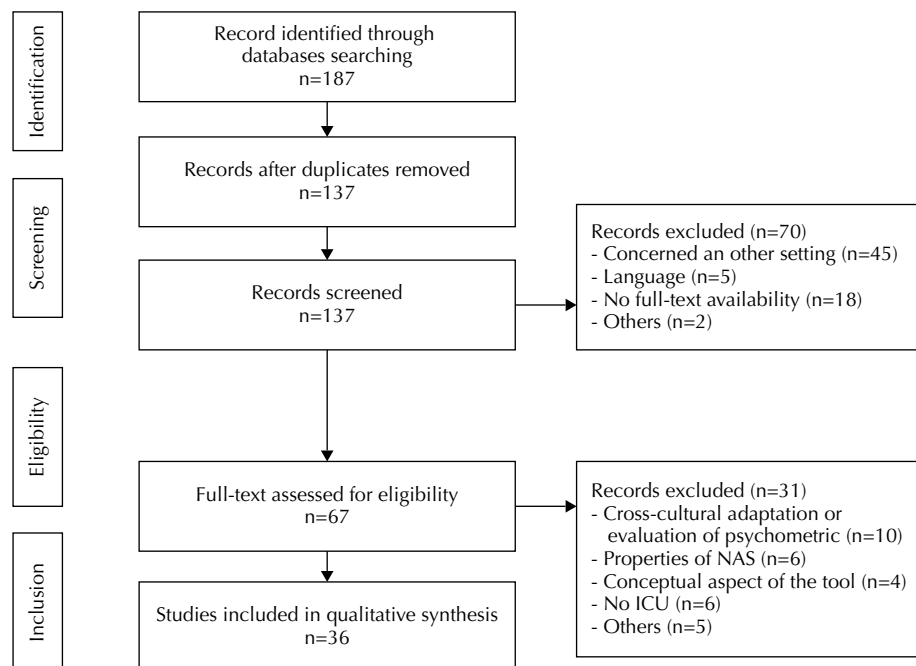 Identification
Record identified through
databases searching
n=187
Records after duplicates removed
n=137
Screening
Records screened
n=137
Records excluded (n=70)
- Concerned an other setting (n=45)
- Language (n=5)
- No full-text availability (n=18)
- Others (n=2)
Eligibility
Full-text assessed for eligibility
n=67
Records excluded (n=31)
- Cross-cultural adaptation or
evaluation of psychometric (n=10)
- Properties of NAS (n=6)
- Conceptual aspect of the tool (n=4)
- No ICU (n=6)
- Others (n=5)
Inclusion
Studies included in qualitative synthesis
n=36